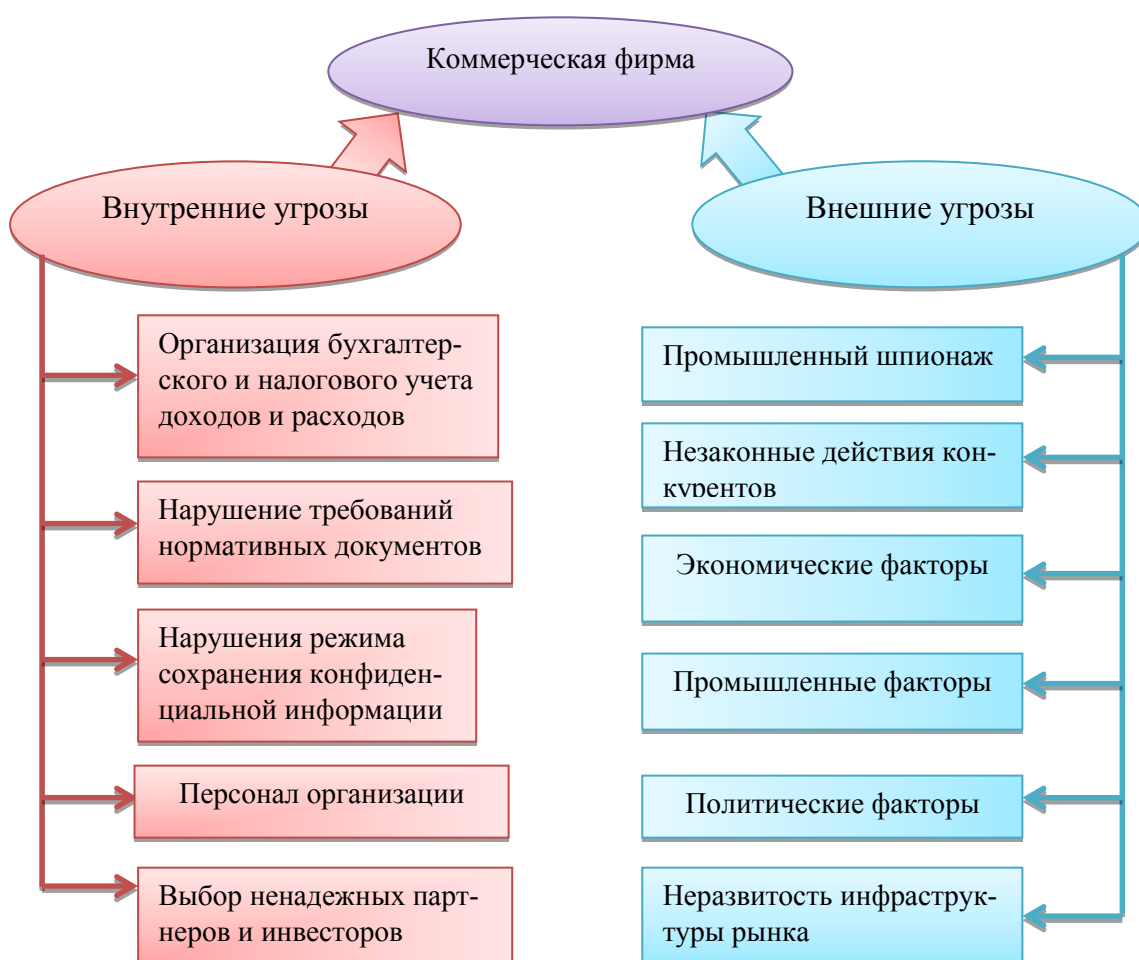 Коммерческая фирма
Внутренние угрозы
Внешние угрозы
Организация бухгалтер-
ского и налогового учета
доходов и расходов
Нарушение требований
нормативных документов
Нарушения режима
сохранения конфиден-
циальной информации
Персонал организации
Выбор ненадежных парт-
неров и инвесторов
Промышленный шпионаж
Незаконные действия кон-
курентов
Экономические факторы
Промышленные факторы
Политические факторы
Неразвитость инфраструк-
туры рынка